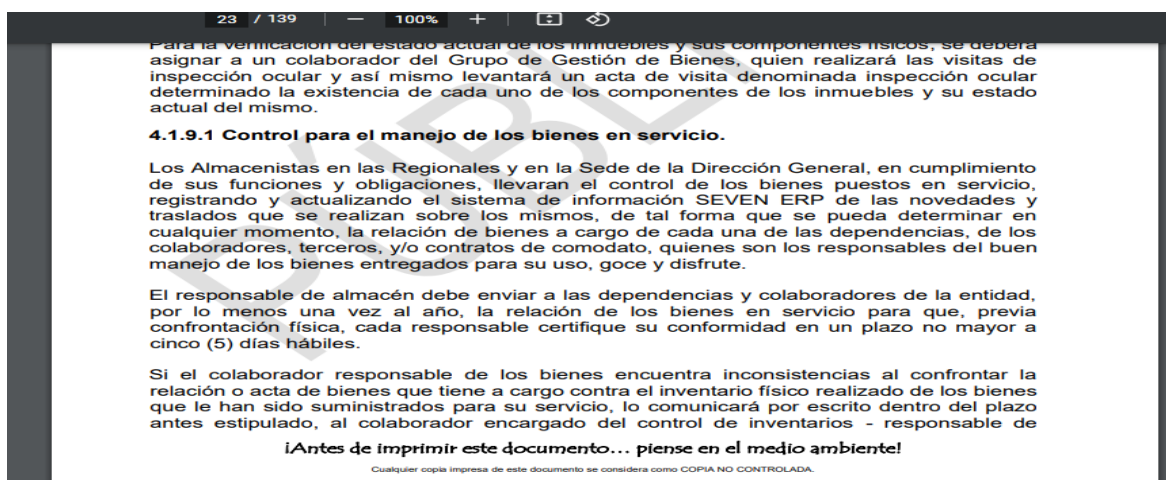 23 / 139 | — 100% + |
Para la verificación del estado actual de los inmuebles y sus componentes físicos, se deberá
asignar a un colaborador del Grupo de Gestión de Bienes, quien realizará las visitas de
inspección ocular y así mismo levantará un acta de visita denominada inspección ocular
determinado la existencia de cada uno de los componentes de los inmuebles y su estado
actual del mismo.
4.1.9.1 Control para el manejo de los bienes en servicio.
Los Almacenistas en las Regionales y en la Sede de la Dirección General, en cumplimiento
de sus funciones y obligaciones, llevaran el control de los bienes puestos en servicio,
registrando y actualizando el sistema de información SEVEN ERP de las novedades y
traslados que se realizan sobre los mismos, de tal forma que se pueda determinar en
cualquier momento, la relación de bienes a cargo de cada una de las dependencias, de los
colaboradores, terceros, y/o contratos de comodato, quienes son los responsables del buen
manejo de los bienes entregados para su uso, goce y disfrute.
El responsable de almacén debe enviar a las dependencias y colaboradores de la entidad,
por lo menos una vez al año, la relación de los bienes en servicio para que, previa
confrontación física, cada responsable certifique su conformidad en un plazo no mayor a
cinco (5) días hábiles.
Si el colaborador responsable de los bienes encuentra inconsistencias al confrontar la
relación o acta de bienes que tiene a cargo contra el inventario físico realizado de los bienes
que le han sido suministrados para su servicio, lo comunicará por escrito dentro del plazo
antes estipulado, al colaborador encargado del control de inventarios - responsable de
¡Antes de imprimir este documento… piense en el medio ambiente!
Cualquier copia impresa de este documento se considera como COPIA NO CONTROLADA.
PÚBL